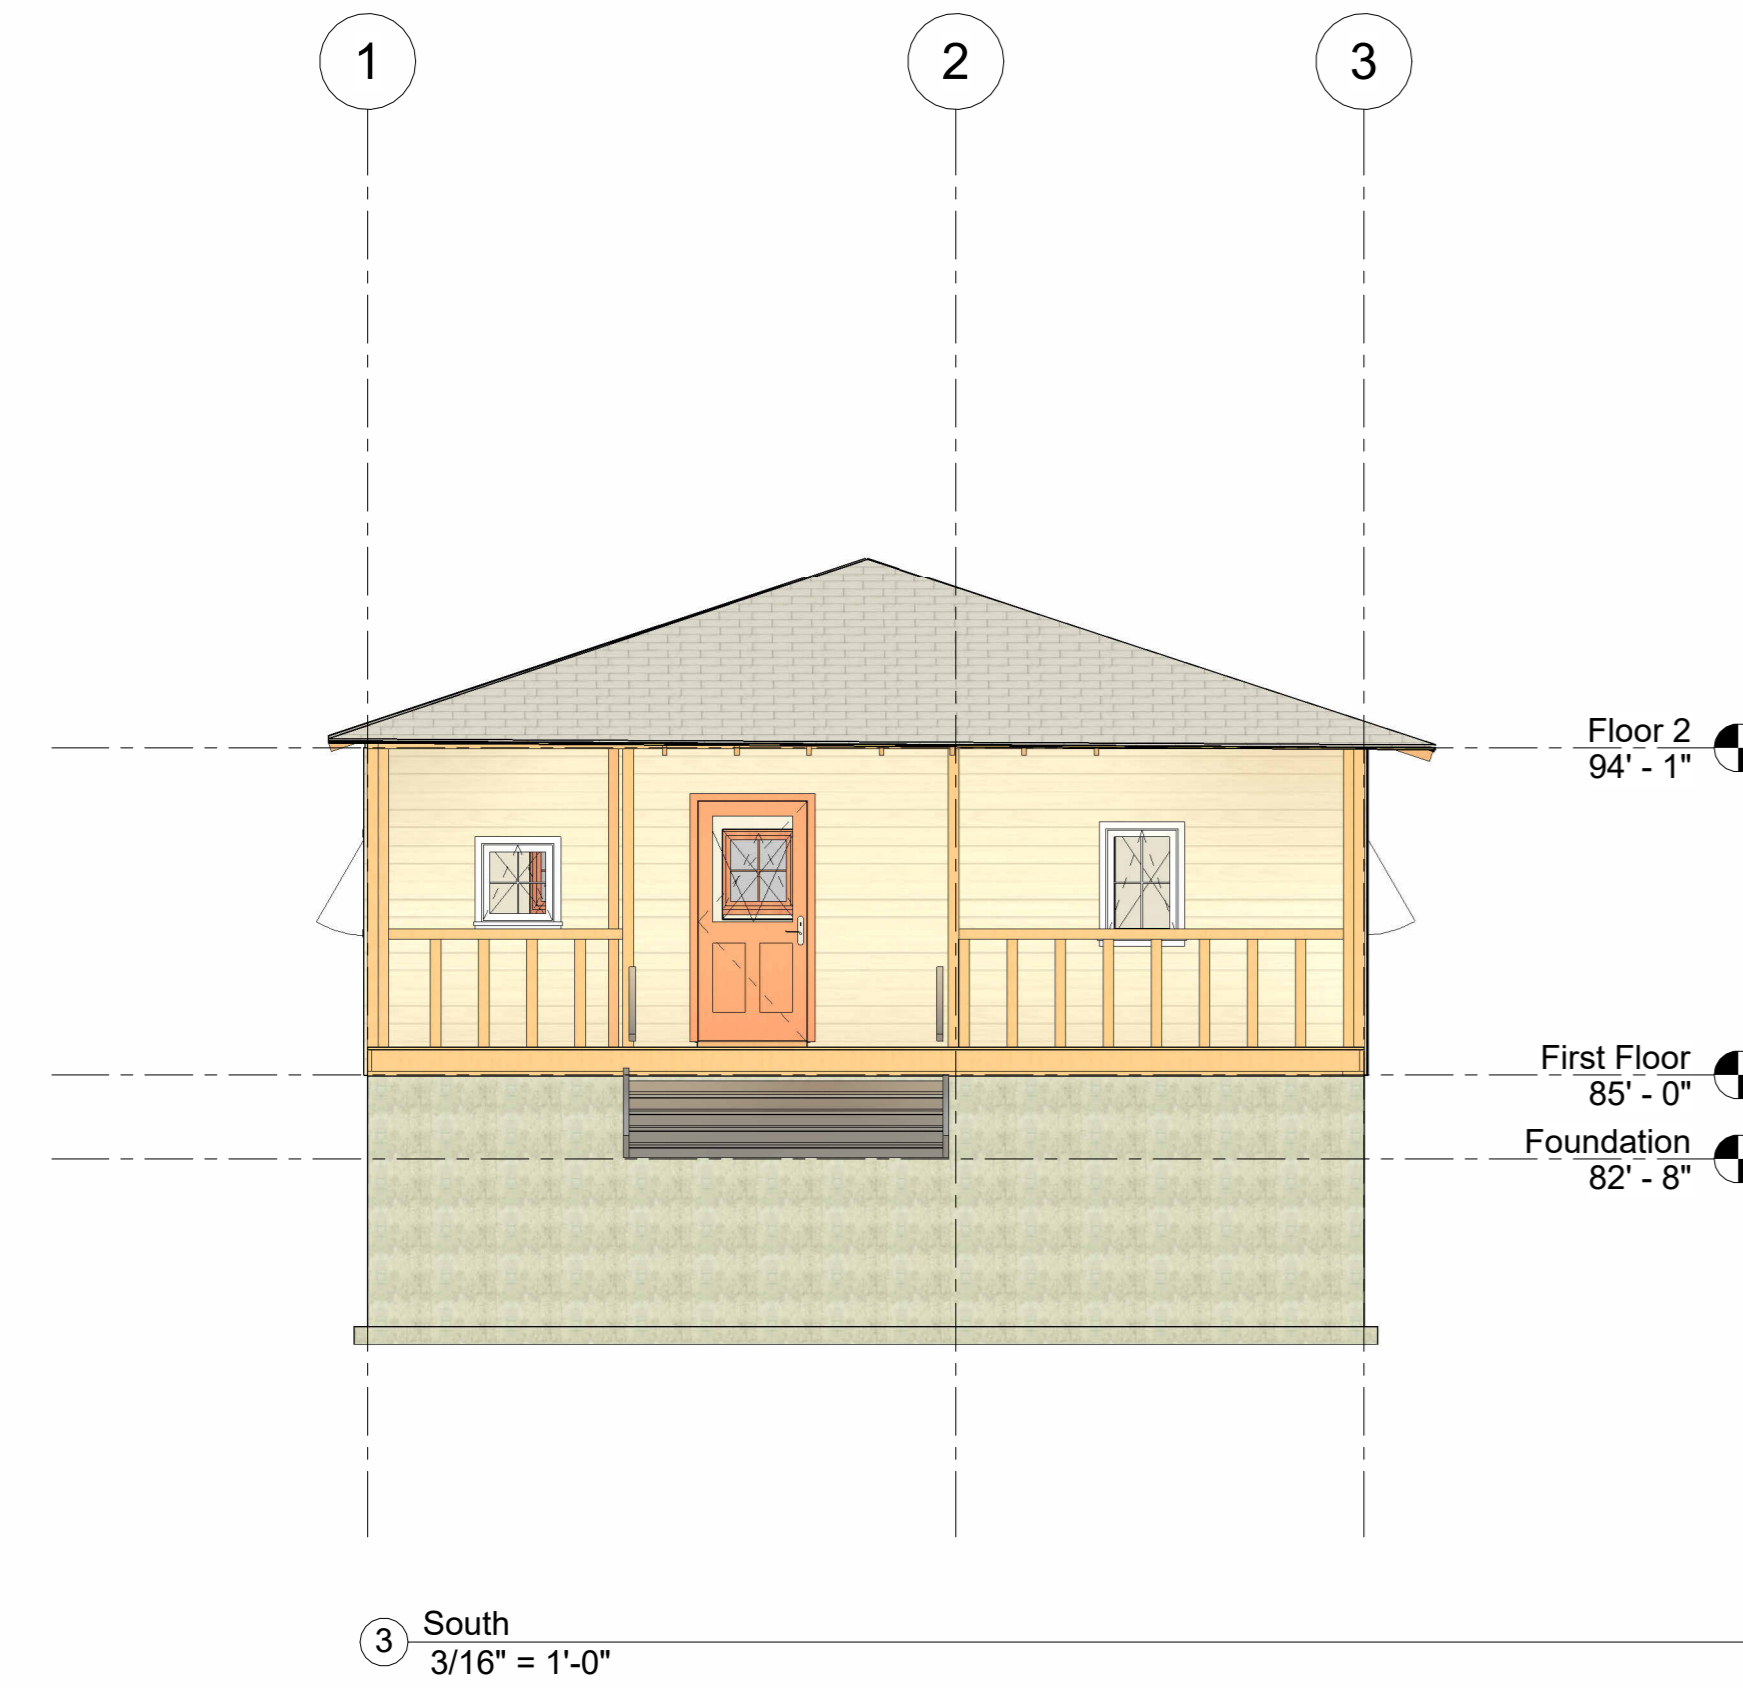 1
2
3
Floor 2
94' - 1"
First Floor
85' - 0"
Foundation
82' - 8"
3
South
3/16" = 1'-0"